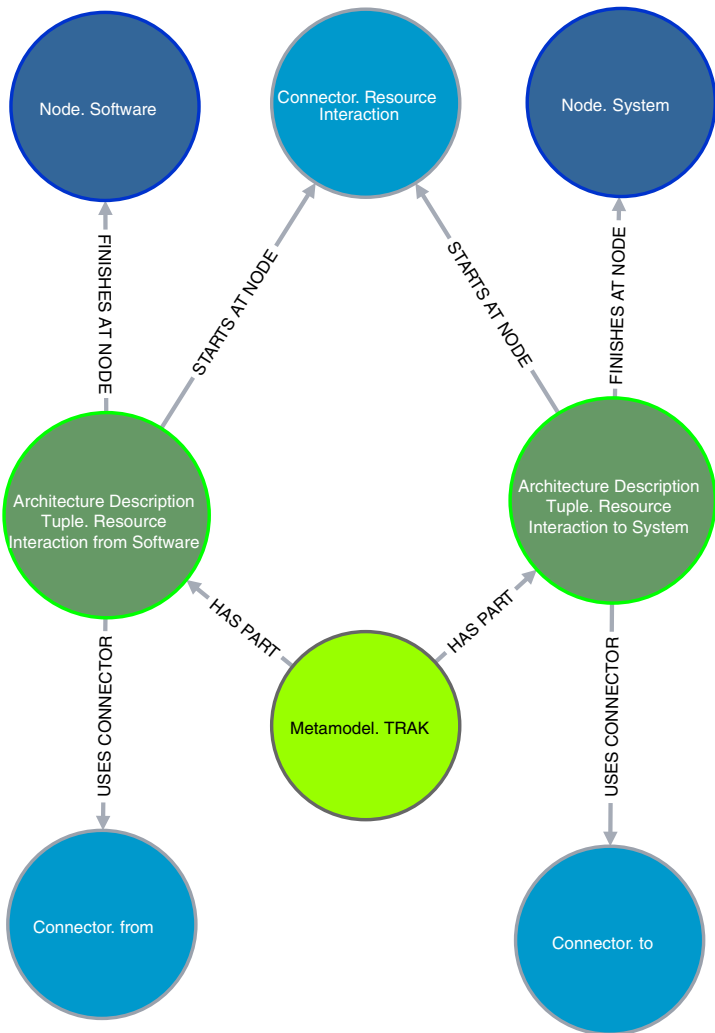 Node. Software
Connector. Resource
Interaction
Node. System
FINISHES AT NODE
STARTS AT NODE
STARTS AT NODE
FINISHES AT NODE
Architecture Description
Tuple. Resource
Interaction from Software
Architecture Description
Tuple. Resource
Interaction to System
HAS PART
HAS PART
USES CONNECTOR
Metamodel. TRAK
USES CONNECTOR
Connector. from
Connector. to